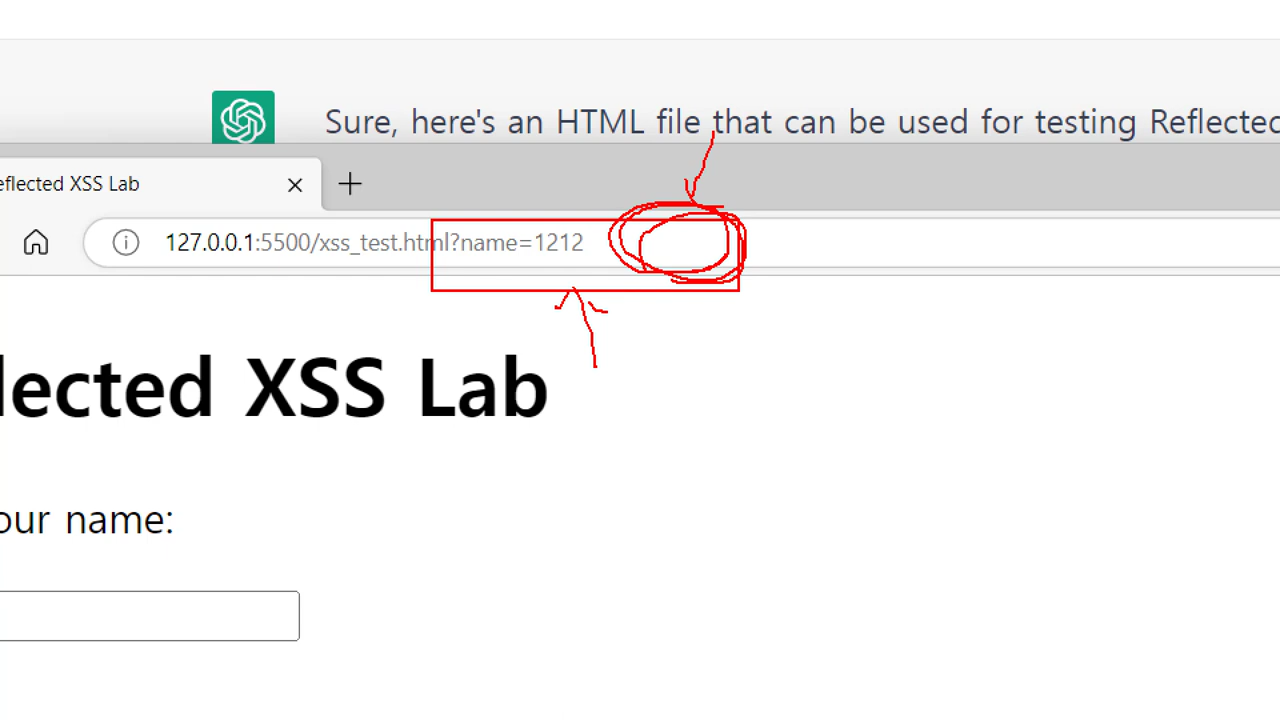 Sure, here's an HTML file that can be used for testing Reflected
eflected XSS Lab
127.0.0.1:5500/xss_test.html?name=1212
lected XSS Lab
our name: